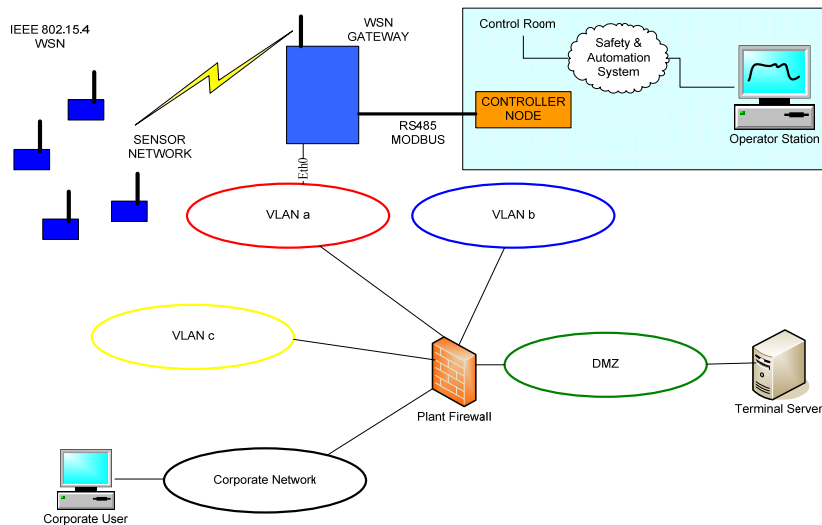 IEEE 802.15.4
WSN
WSN
GATEWAY
Control Room
Safety &
Automation
System
CONTROLLER
NODE
Operator Station
RS485
MODBUS
SENSOR
NETWORK
- Eth0
VLAN a
VLAN b
VLAN c
DMZ
Plant Firewall
Terminal Server
Corporate Network
Corporate User